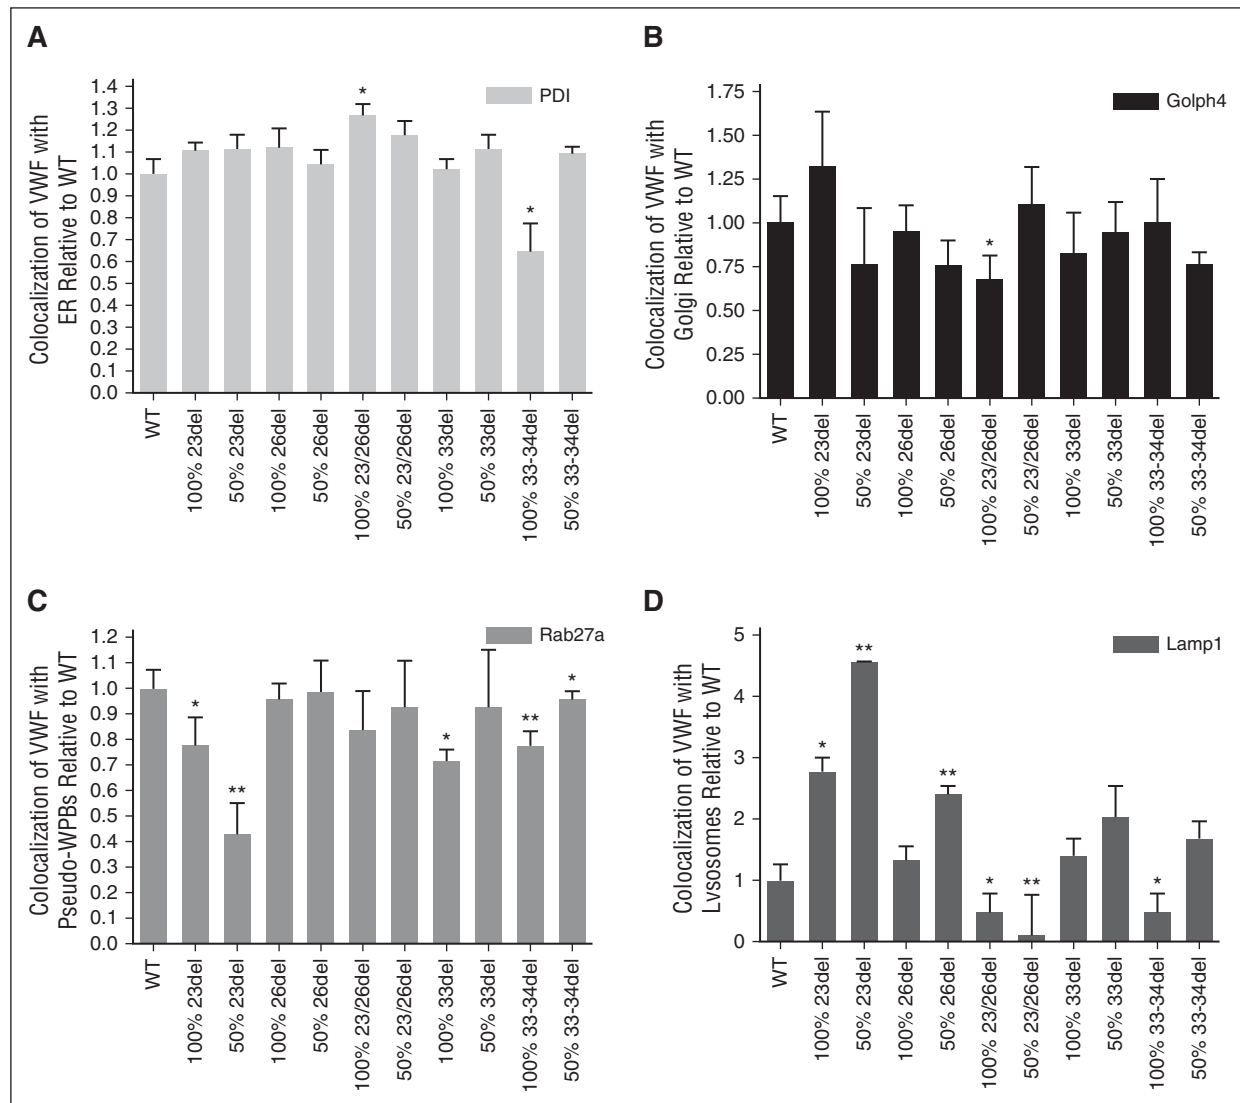 A
Colocalization of VWF with
ER Relative to WT
1.4
1.3
1.2
1.1
1.0
0.9
0.8
0.7
0.6
0.5
0.4
0.3
0.2
0.1
0.0
PDI
*
*
WT
100% 23del
50% 23del
100% 26del
50% 26del
100% 23/26del
50% 23/26del
100% 33del
50% 33del
100% 33-34del
50% 33-34del
B
Colocalization of VWF with
Golgi Relative to WT
1.75
1.50
1.25
1.00
0.75
0.50
0.25
0.00
Golph4
*
WT
100% 23del
50% 23del
100% 26del
50% 26del
100% 23/26del
50% 23/26del
100% 33del
50% 33del
100% 33-34del
50% 33-34del
C
Colocalization of VWF with
Pseudo-WPBs Relative to WT
1.2
1.1
1.0
0.9
0.8
0.7
0.6
0.5
0.4
0.3
0.2
0.1
0.0
Rab27a
*
**
*
**
*
WT
100% 23del
50% 23del
100% 26del
50% 26del
100% 23/26del
50% 23/26del
100% 33del
50% 33del
100% 33-34del
50% 33-34del
D
Colocalization of VWF with
Lvsosomes Relative to WT
5
4
3
2
1
0
Lamp1
*
**
**
*
**
*
WT
100% 23del
50% 23del
100% 26del
50% 26del
100% 23/26del
50% 23/26del
100% 33del
50% 33del
100% 33-34del
50% 33-34del